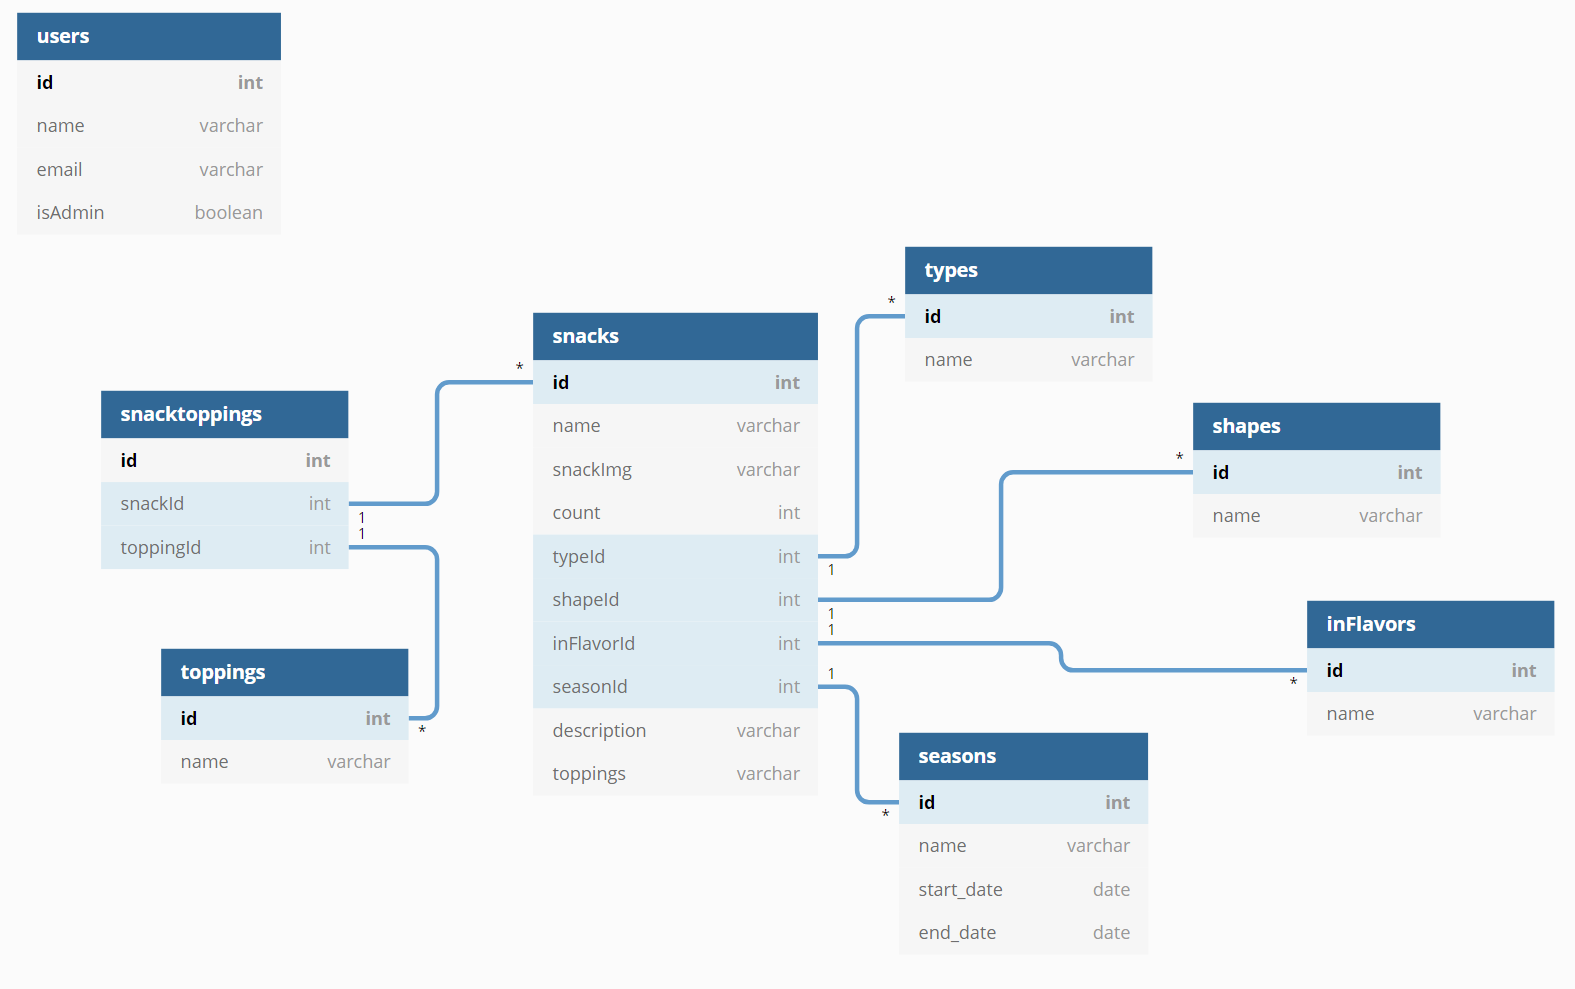 users
id int
name varchar
email varchar
isAdmin boolean
snacktoppings
id int
snackId int
1
1
toppingId int
toppings
id int
*
name varchar
*
snacks
id int
name varchar
snackImg varchar
count int
typeId int
1
shapeId int
1
1
inFlavorId int
1
seasonId int
description varchar
toppings varchar
types
*
id int
name varchar
shapes
*
id int
name varchar
inFlavors
id int
*
name varchar
seasons
id int
*
name varchar
start_date date
end_date date